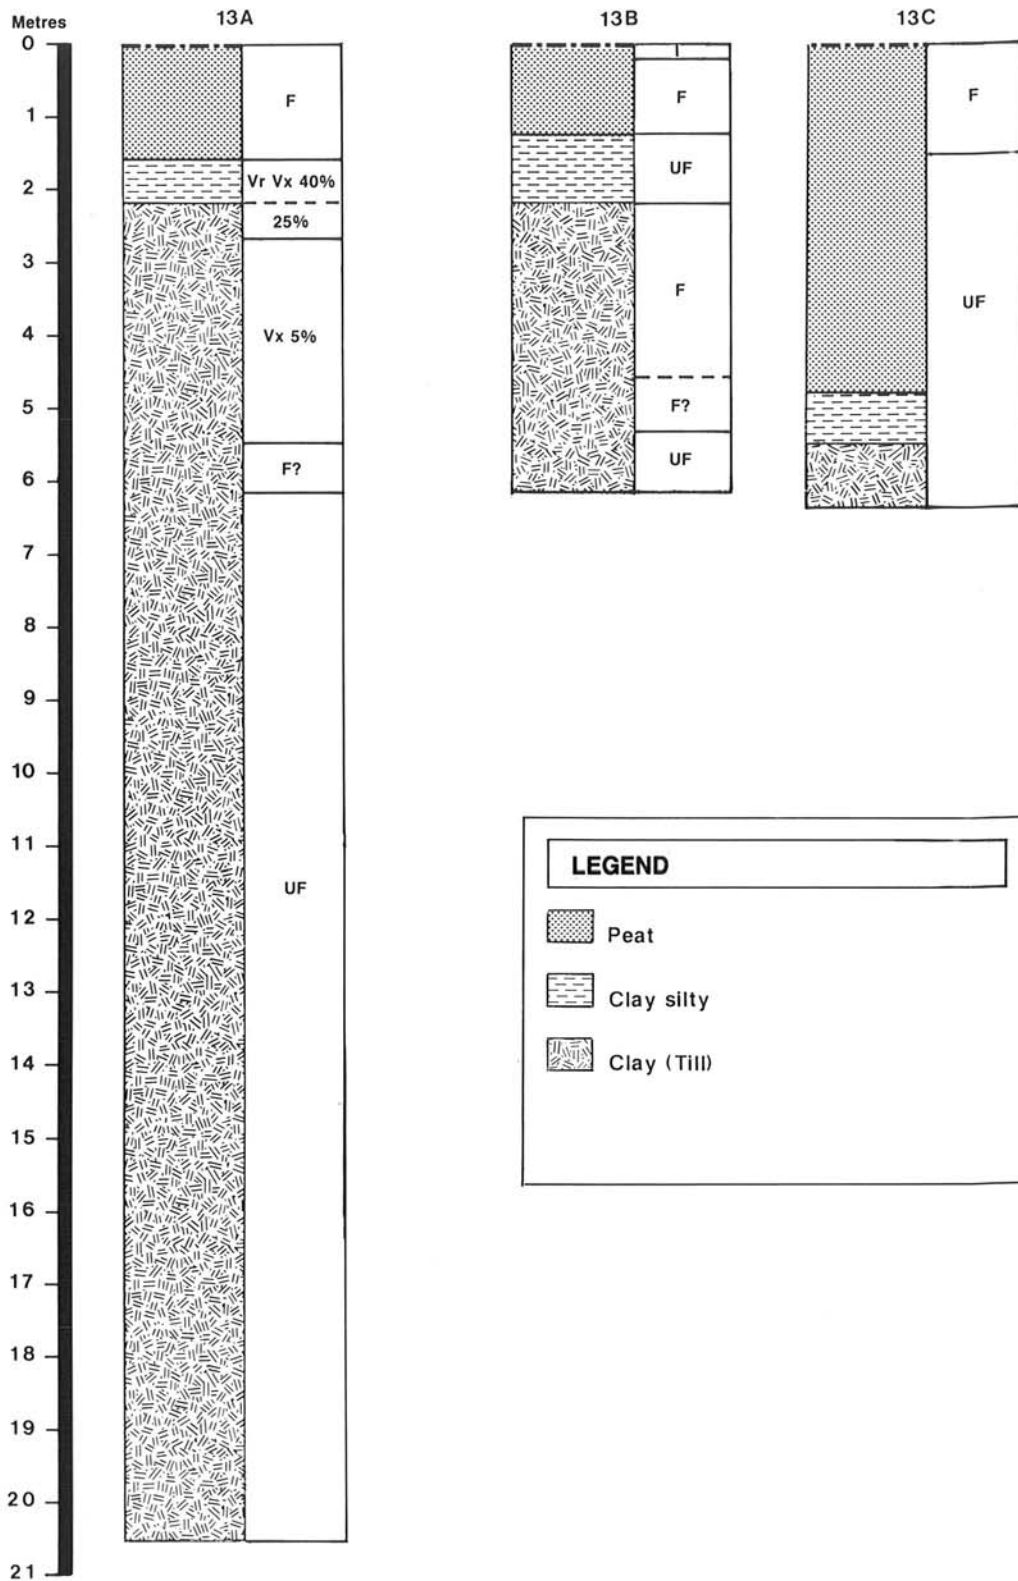 Metres
13A
13B
13C
0
1
2
3
4
5
6
7
8
9
10
11
12
13
14
15
16
17
18
19
20
21
F
Vr Vx 40%
25%
Vx 5%
F?
UF
F
UF
F
F?
UF
F
UF
LEGEND
Peat
Clay silty
Clay (Till)